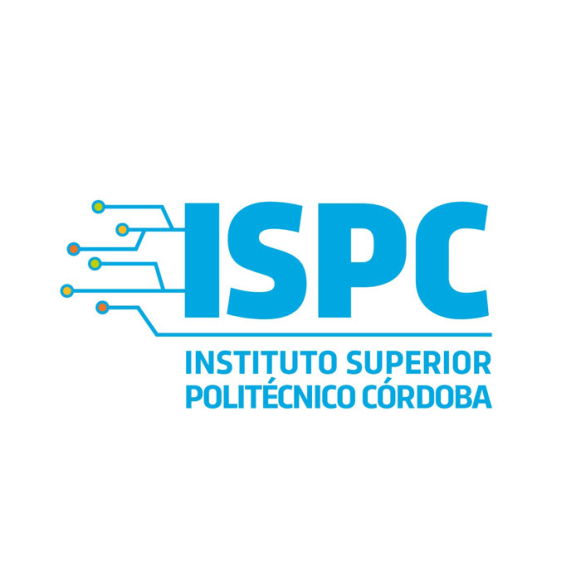 ISPC
INSTITUTO SUPERIOR
POLITÉCNICO CÓRDOBA